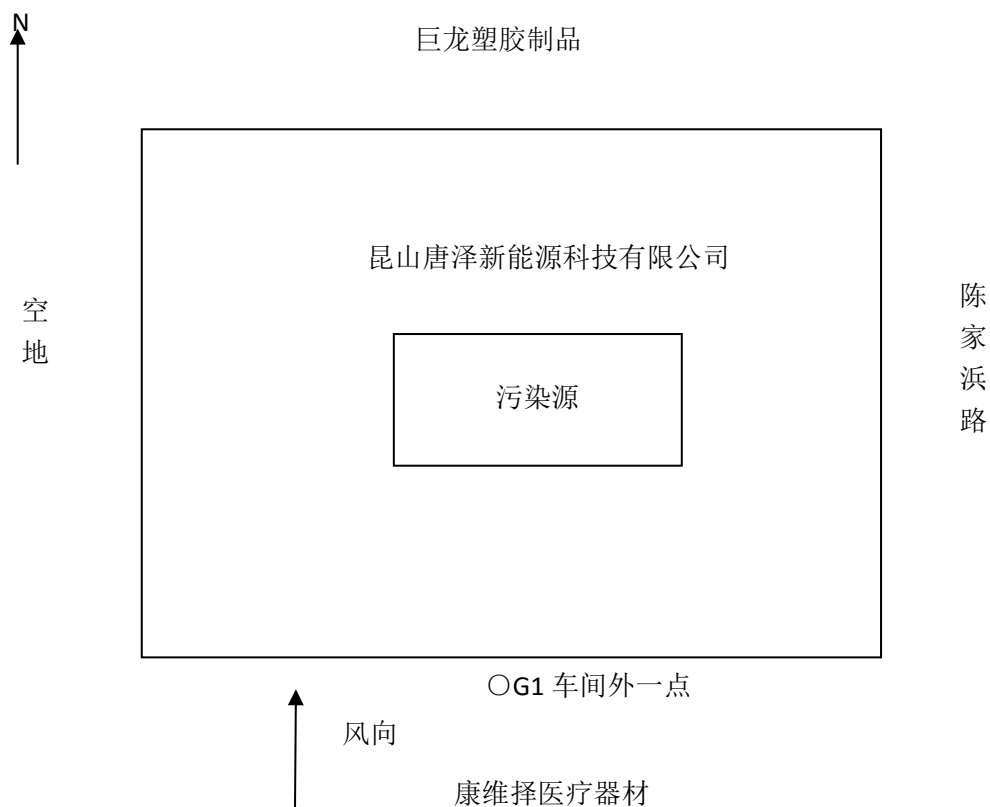 N
巨龙塑胶制品
昆山唐泽新能源科技有限公司
空地
陈家浜路
污染源
○G1 车间外一点
风向
康维择医疗器材